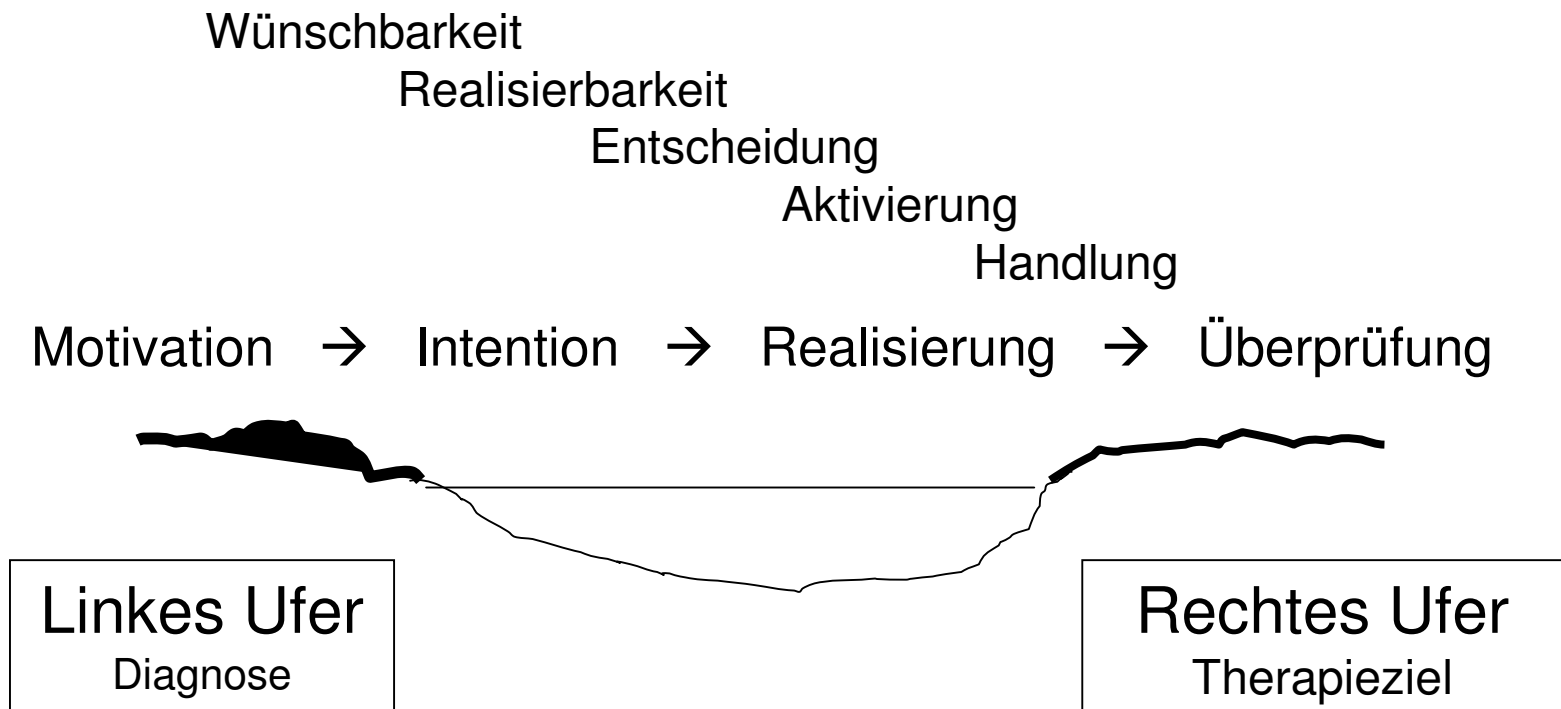 Wünschbarkeit
Realisierbarkeit
Entscheidung
Aktivierung
Handlung
Motivation → Intention → Realisierung → Überprüfung
Linkes Ufer
Diagnose
Rechtes Ufer
Therapieziel